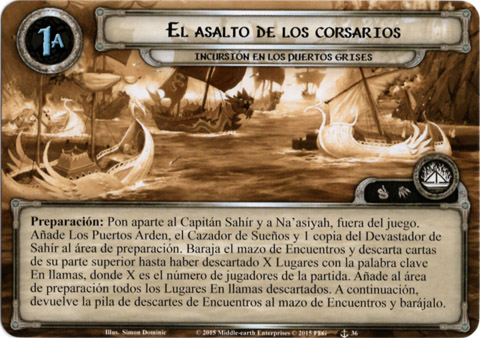 1A
El asalto de los corsarios
Incursión en los Puertos Grises
Preparación: Pon aparte al Capitán Sahír y a Na'asiyah, fuera del juego.
Añade Los Puertos Arden, el Cazador de Sueños y 1 copia del Devastador de
Sahír al área de preparación. Baraja el mazo de Encuentros y descarta cartas
de su parte superior hasta haber descartado X Lugares con la palabra clave
En llamas, donde X es el número de jugadores de la partida. Añade al área
de preparación todos los Lugares En llamas descartados. A continuación,
devuelve la pila de descartes de Encuentros al mazo de Encuentros y barájalo.
Illus. Simon Dominic © 2015 Middle-earth Enterprises © 2015 FFG 36